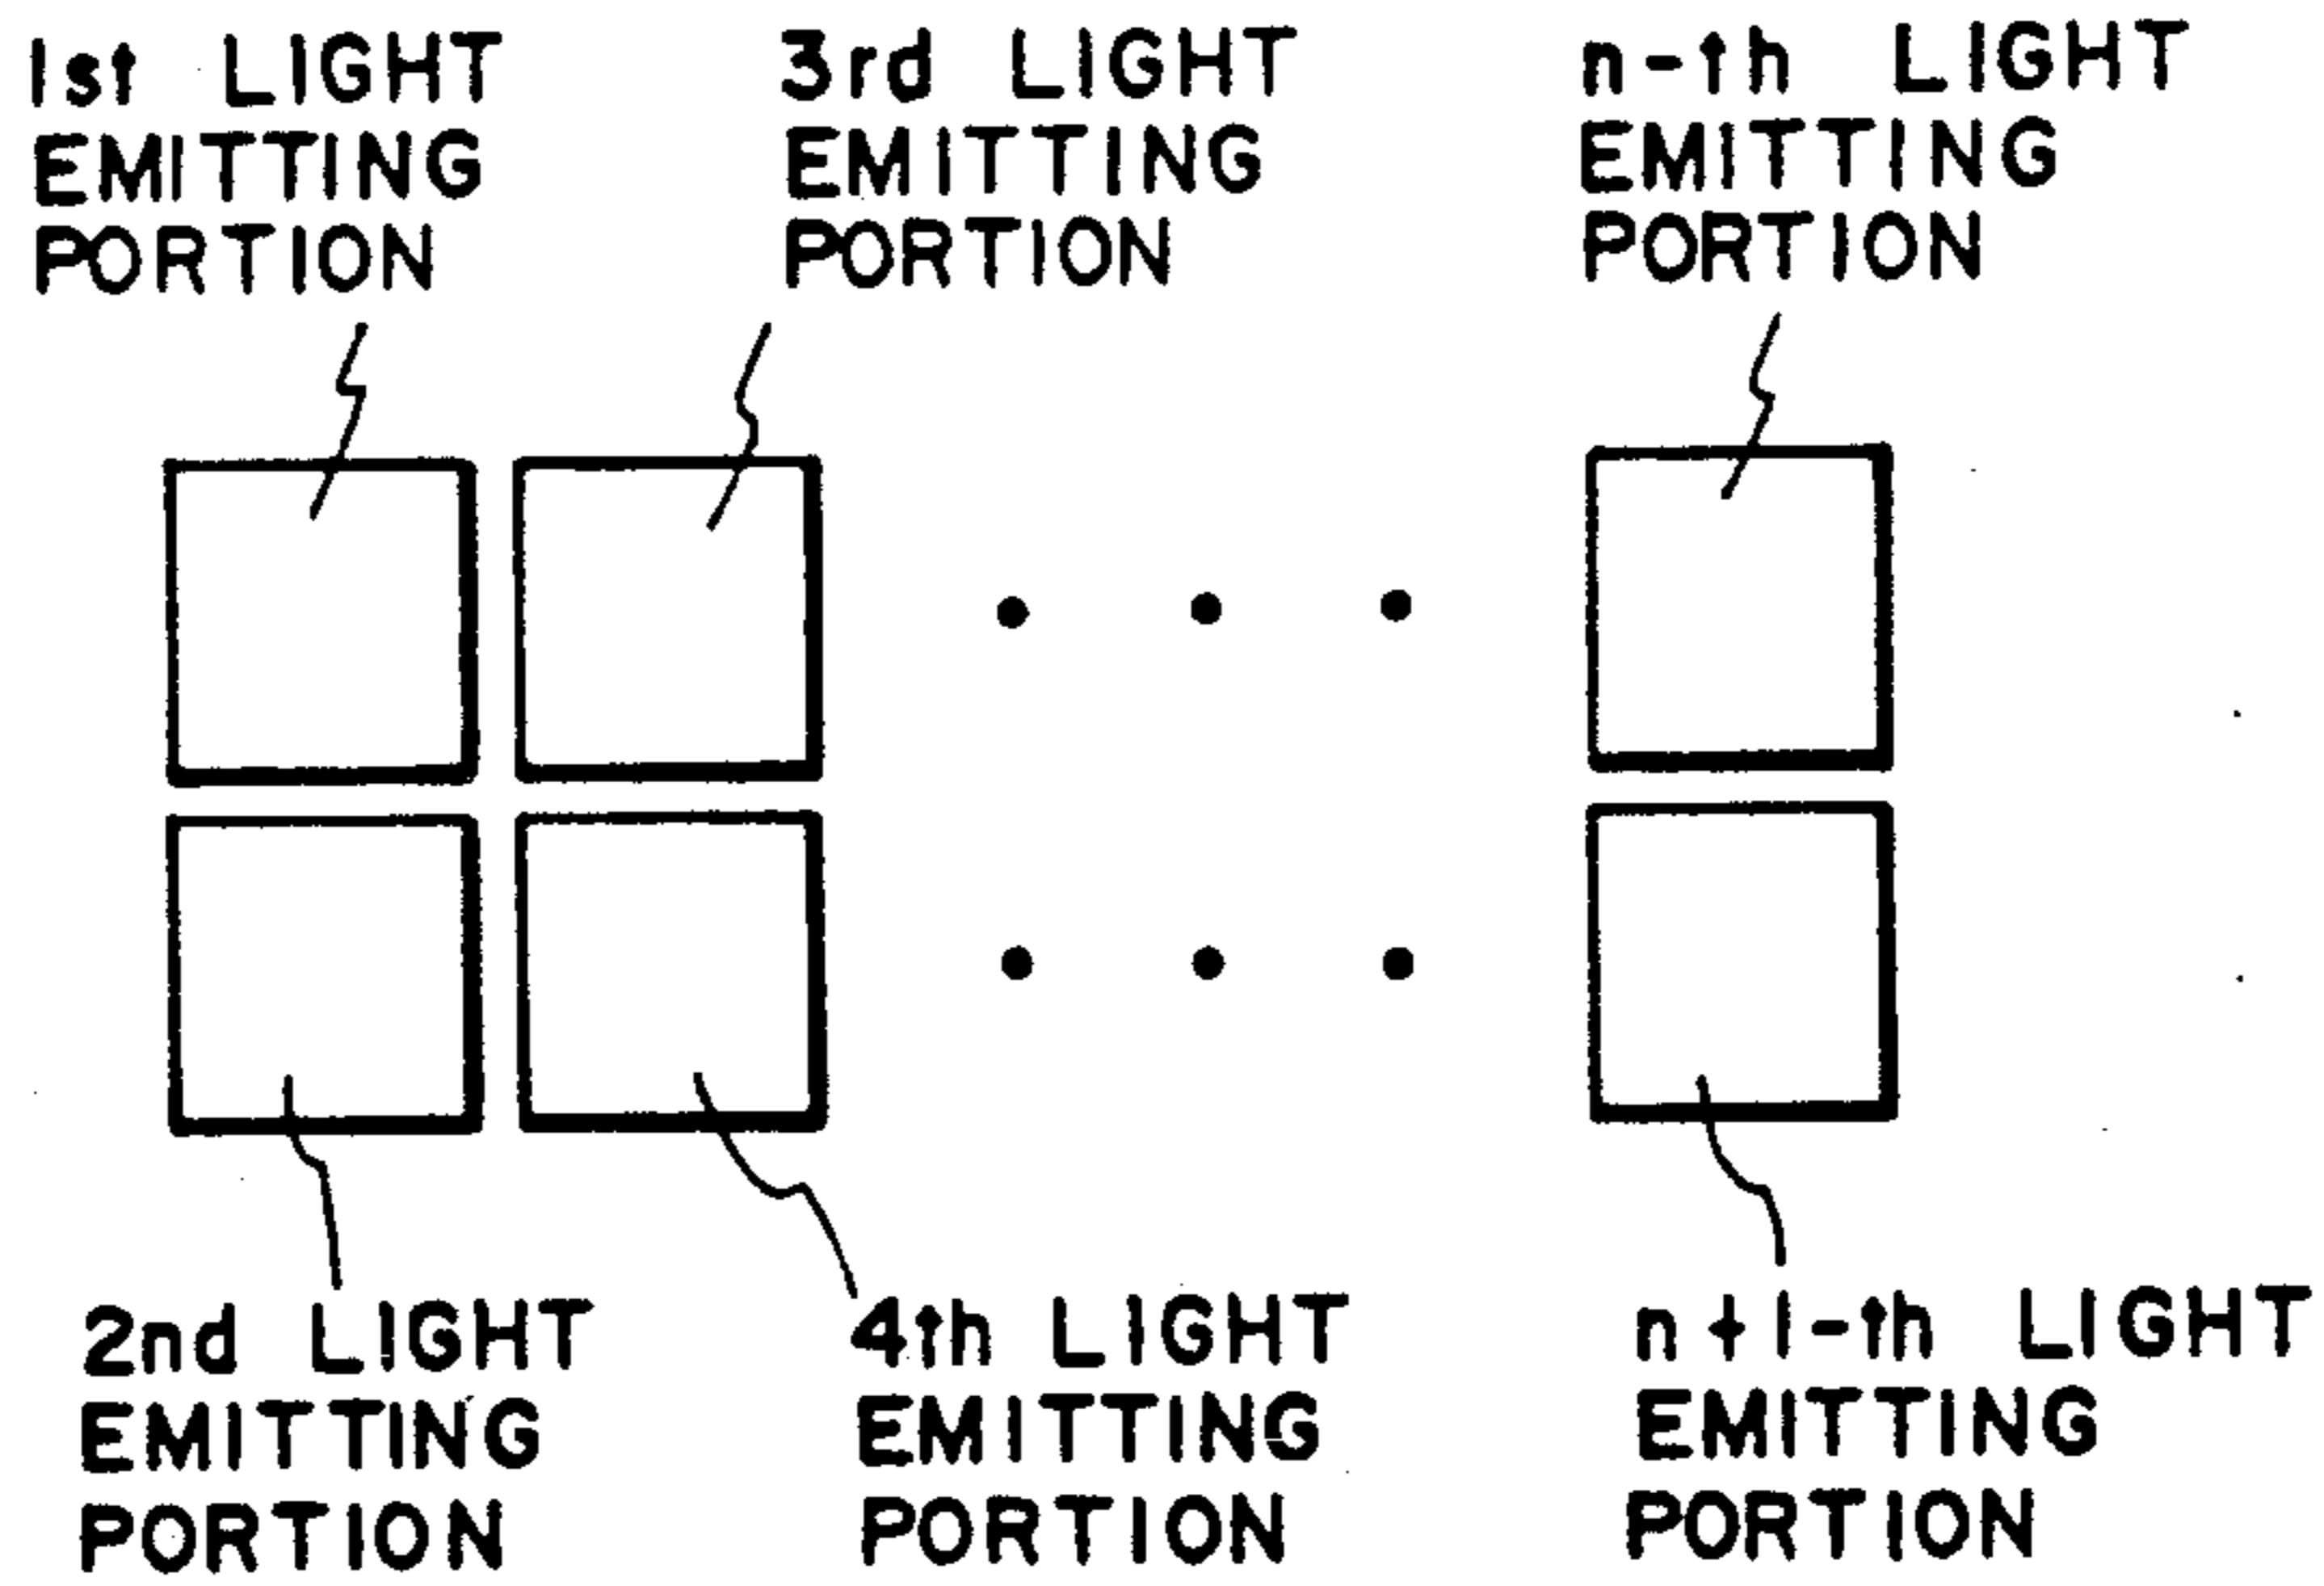 1st LIGHT
EMITTING
PORTION
3rd LIGHT
EMITTING
PORTION
n-th LIGHT
EMITTING
PORTION
2nd LIGHT
EMITTING
PORTION
4th LIGHT
EMITTING
PORTION
n+1-th LIGHT
EMITTING
PORTION